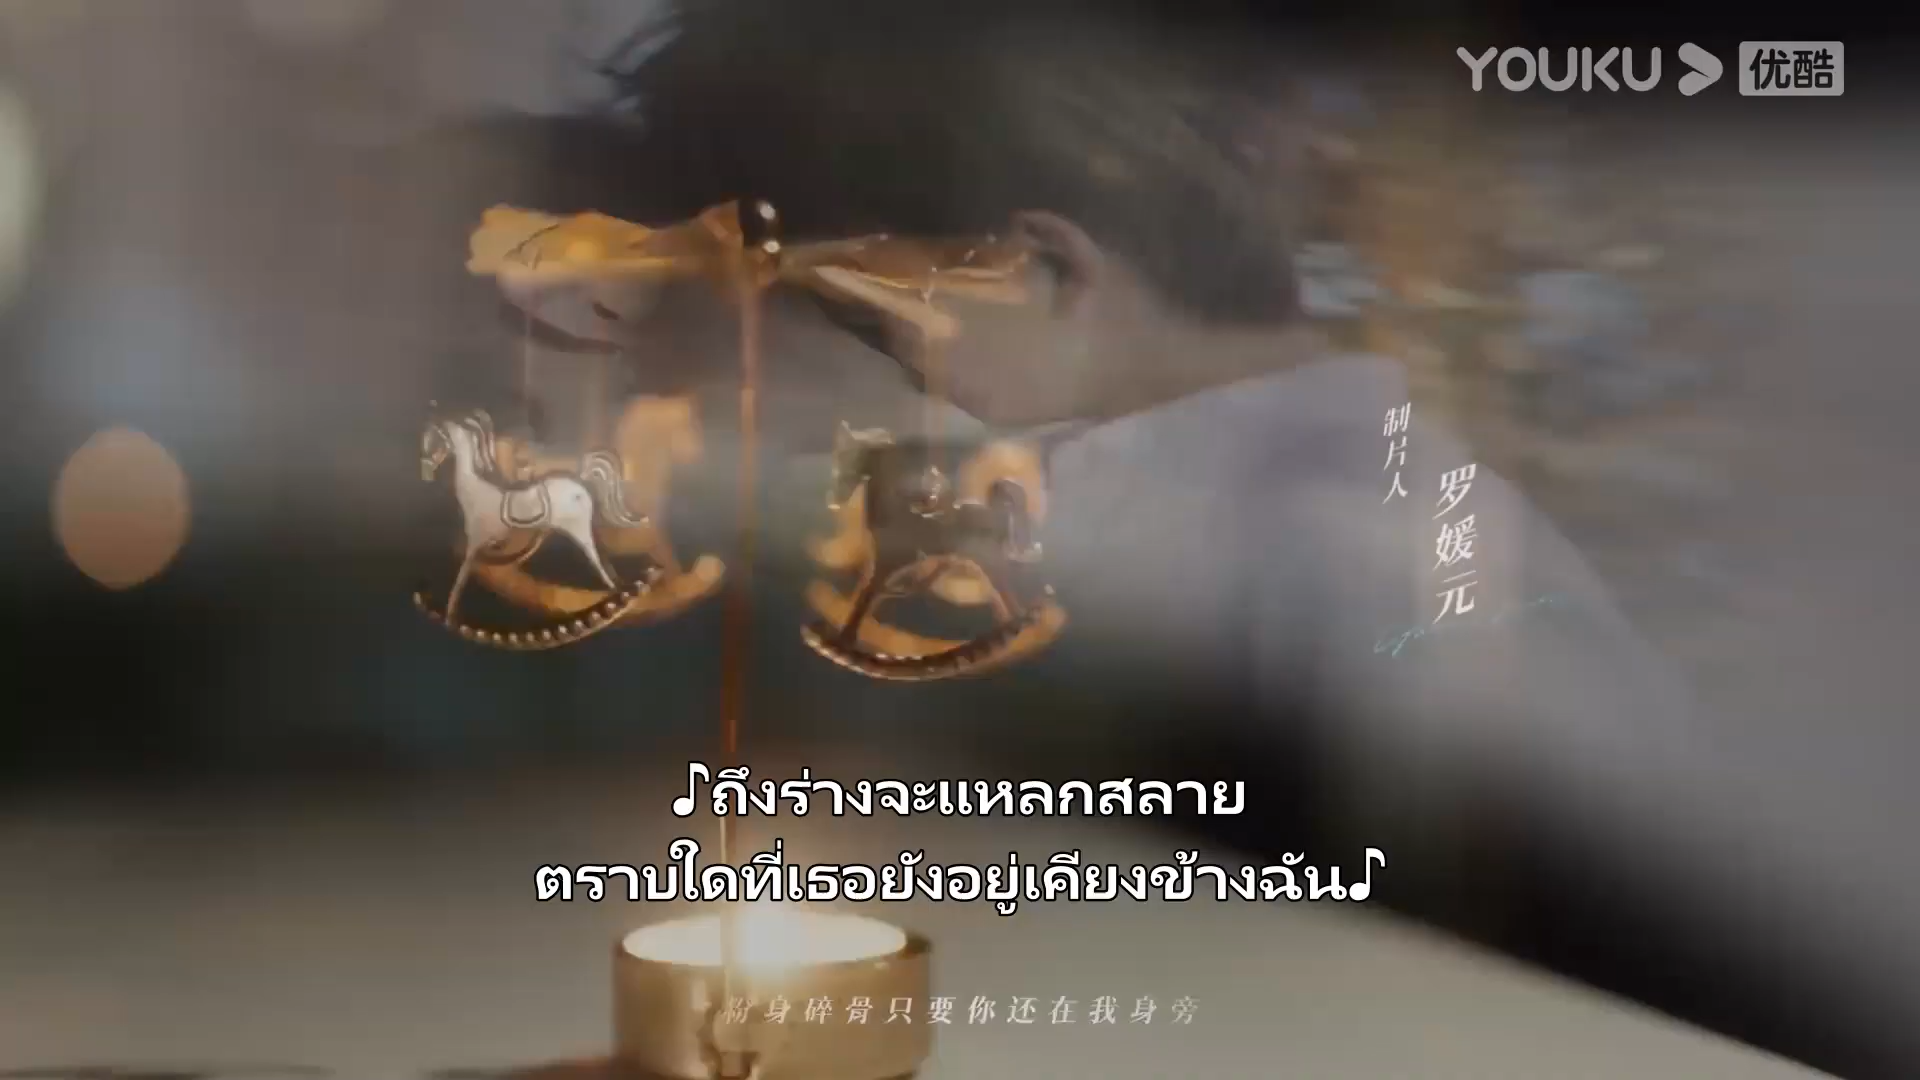 YOUKU 优酷
制片人
罗媛元
♪ถึงร่างจะแหลกสลาย
ตราบใดที่เธอยังอยู่เคียงข้างฉัน♪
粉身碎骨只要你还在我身旁